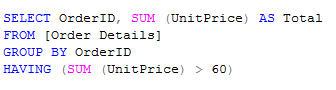 SELECT OrderID, SUM (UnitPrice) AS Total
FROM [Order Details]
GROUP BY OrderID
HAVING (SUM (UnitPrice) > 60)